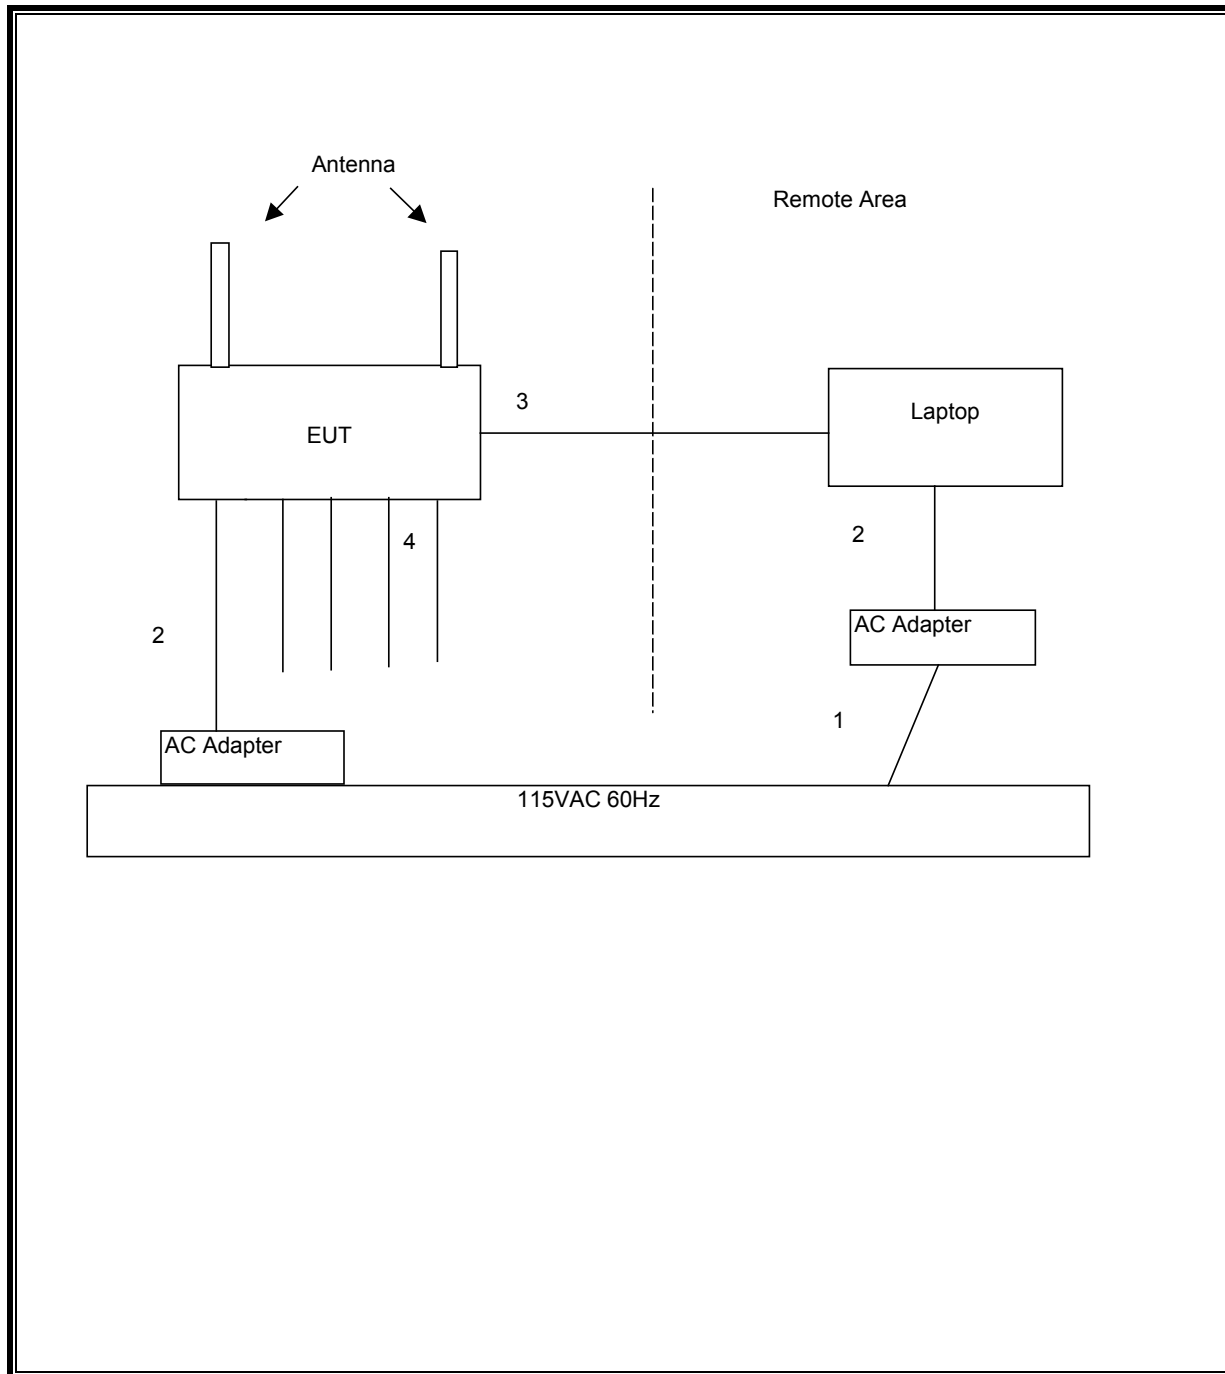 Antenna
Remote Area
3
Laptop
EUT
2
4
AC Adapter
2
1
AC Adapter
115VAC 60Hz